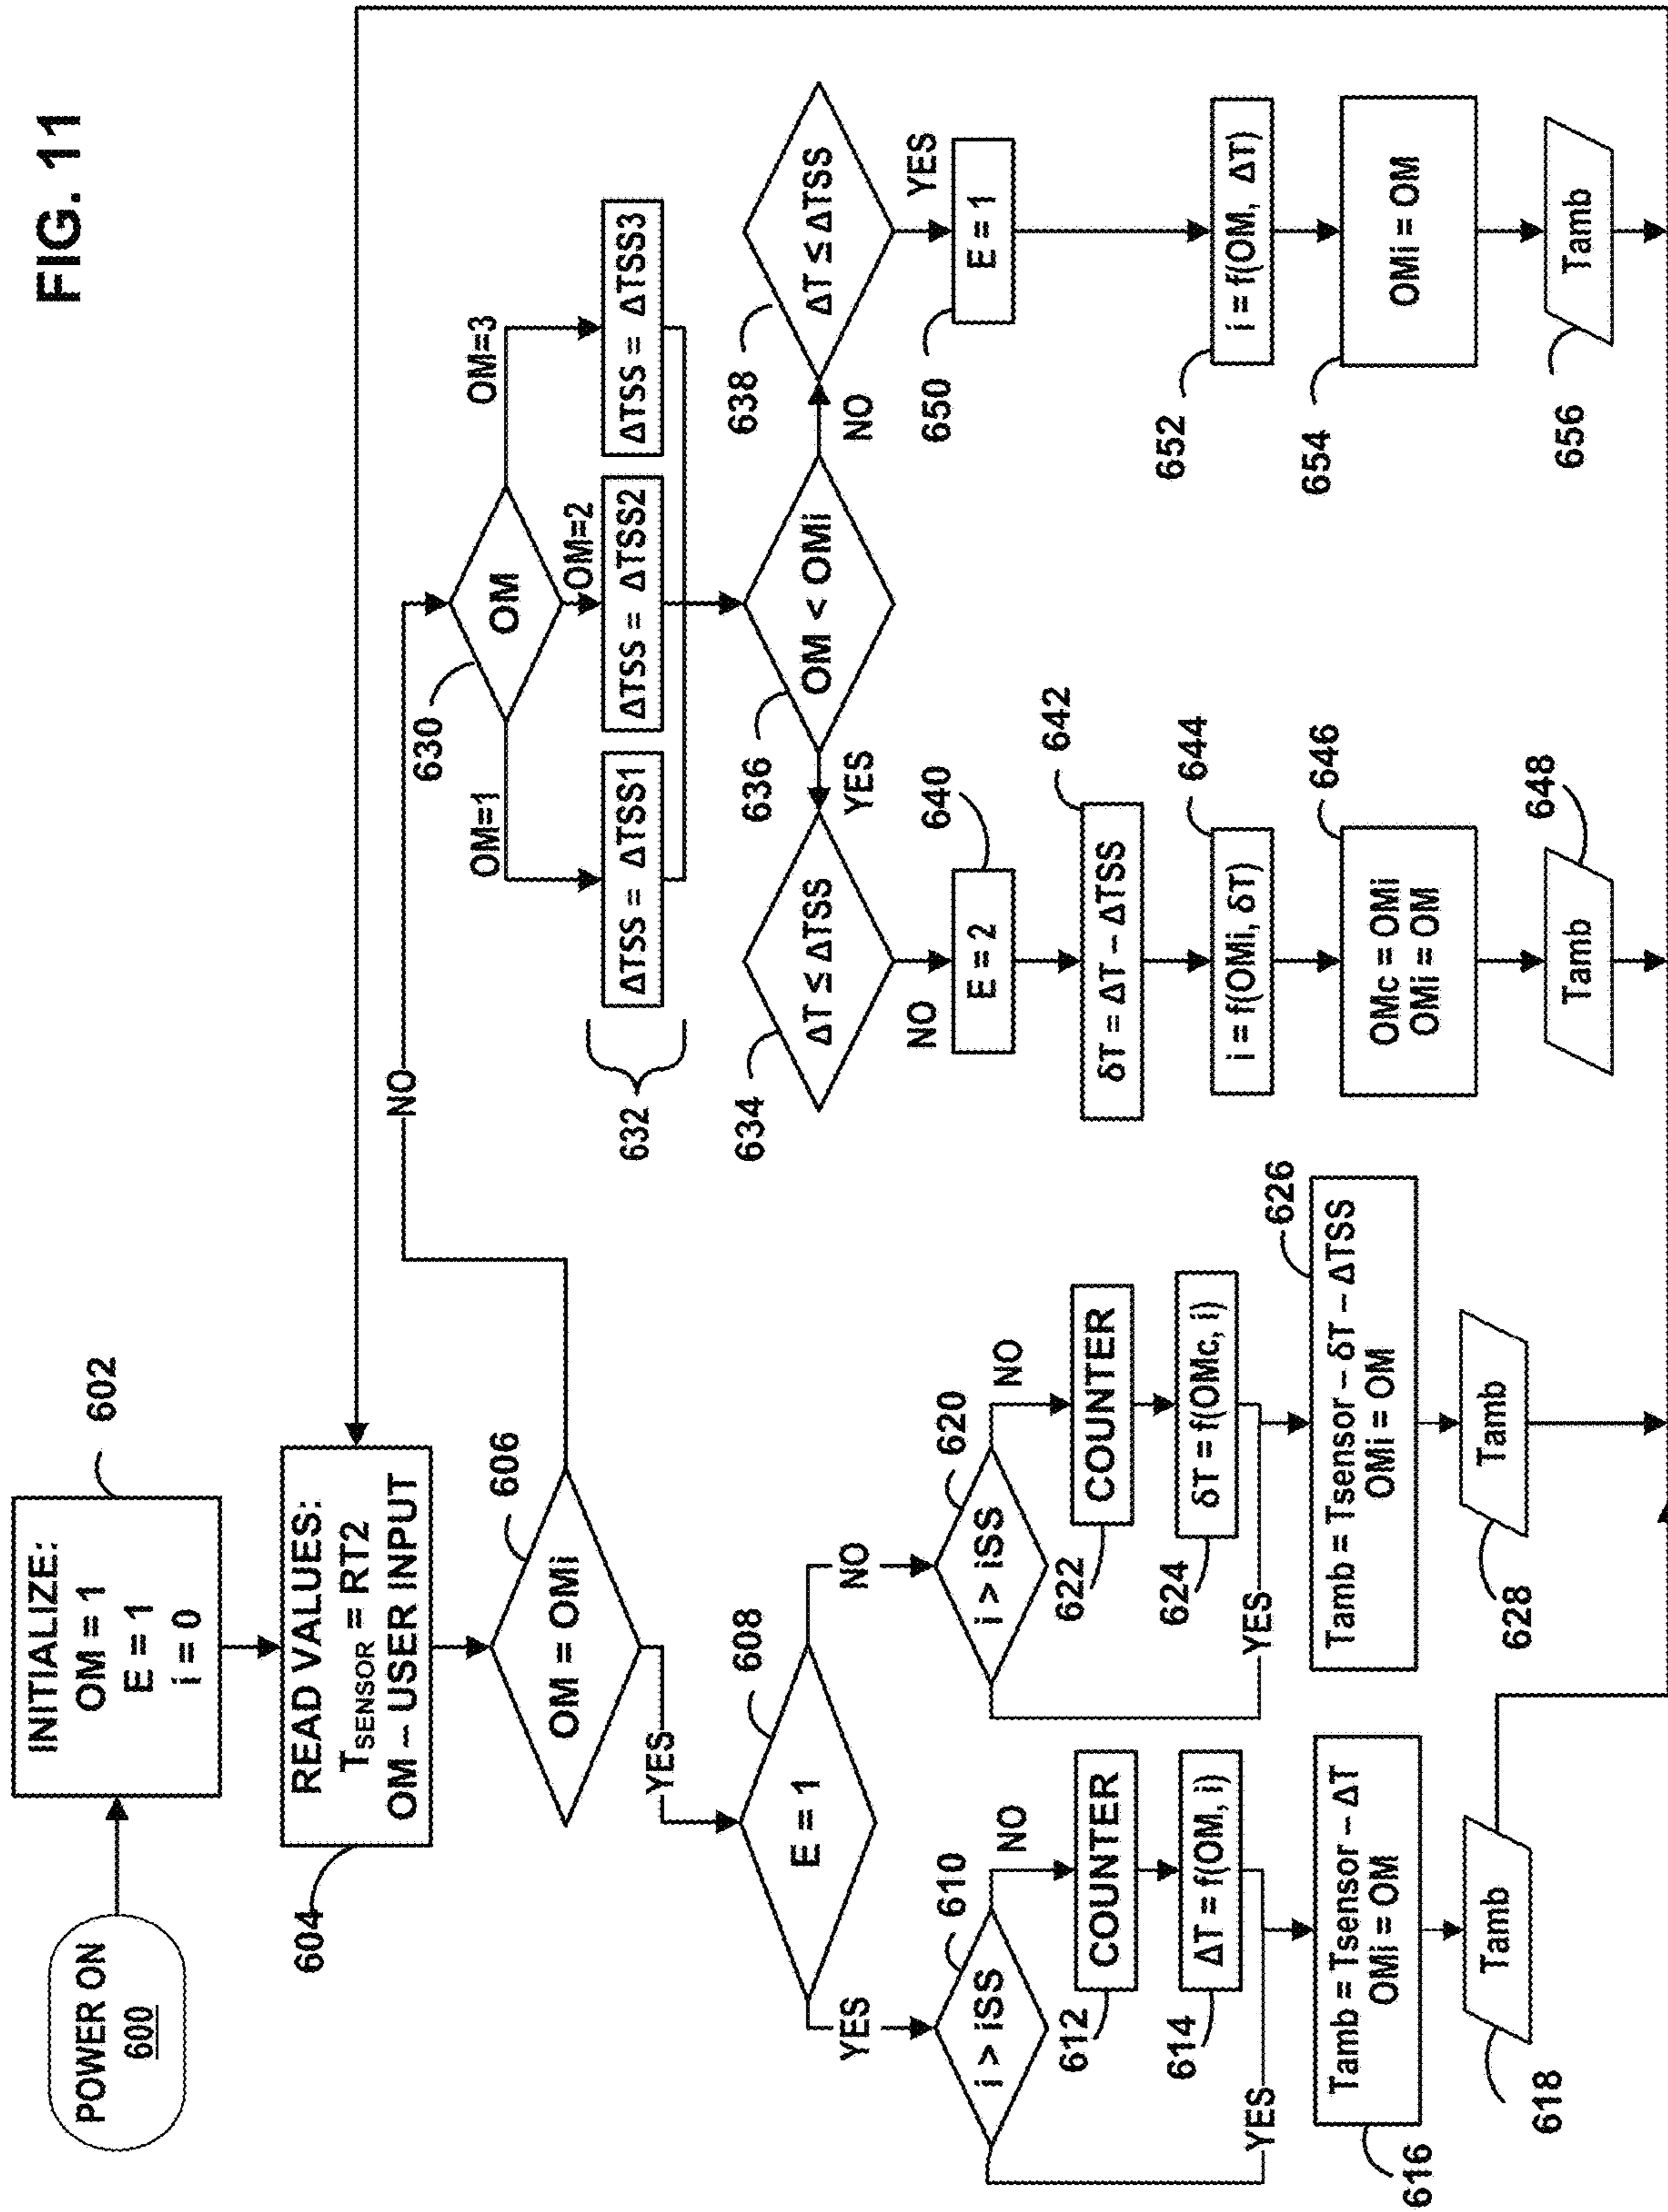 FIG. 11
POWER ON
600
INITIALIZE:
OM = 1
E = 1
i = 0
602
READ VALUES:
TSENSOR = RT2
OM – USER INPUT
604
OM = OMi
606
NO
YES
E = 1
608
YES
NO
i > iSS
610
NO
YES
COUNTER
612
ΔT = f(OM, i)
614
Tamb = Tsensor – ΔT
OMi = OM
616
Tamb
618
i > iSS
620
NO
YES
COUNTER
622
δT = f(OMc, i)
624
Tamb = Tsensor – δT – ΔTSS
OMi = OM
626
Tamb
628
OM
630
OM=1
OM=2
OM=3
ΔTSS = ΔTSS1
ΔTSS = ΔTSS2
ΔTSS = ΔTSS3
632
OM < OMi
636
YES
NO
ΔT ≤ ΔTSS
634
NO
E = 2
640
δT = ΔT – ΔTSS
642
i = f(OMi, δT)
644
OMc = OMi
OMi = OM
646
Tamb
648
ΔT ≤ ΔTSS
638
YES
E = 1
650
i = f(OM, ΔT)
652
OMi = OM
654
Tamb
656